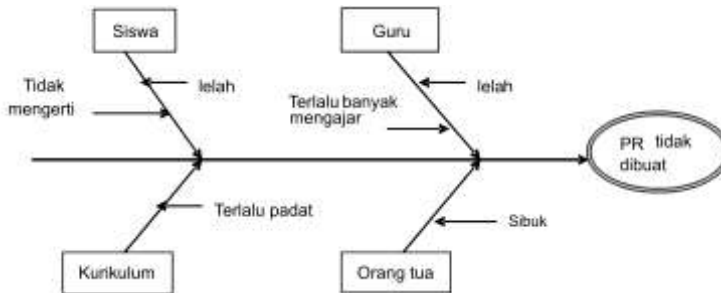 Siswa
Guru
Tidak
mengerti
lelah
lelah
Terlalu banyak
mengajar
PR tidak
dibuat
Terlalu padat
Sibuk
Kurikulum
Orang tua